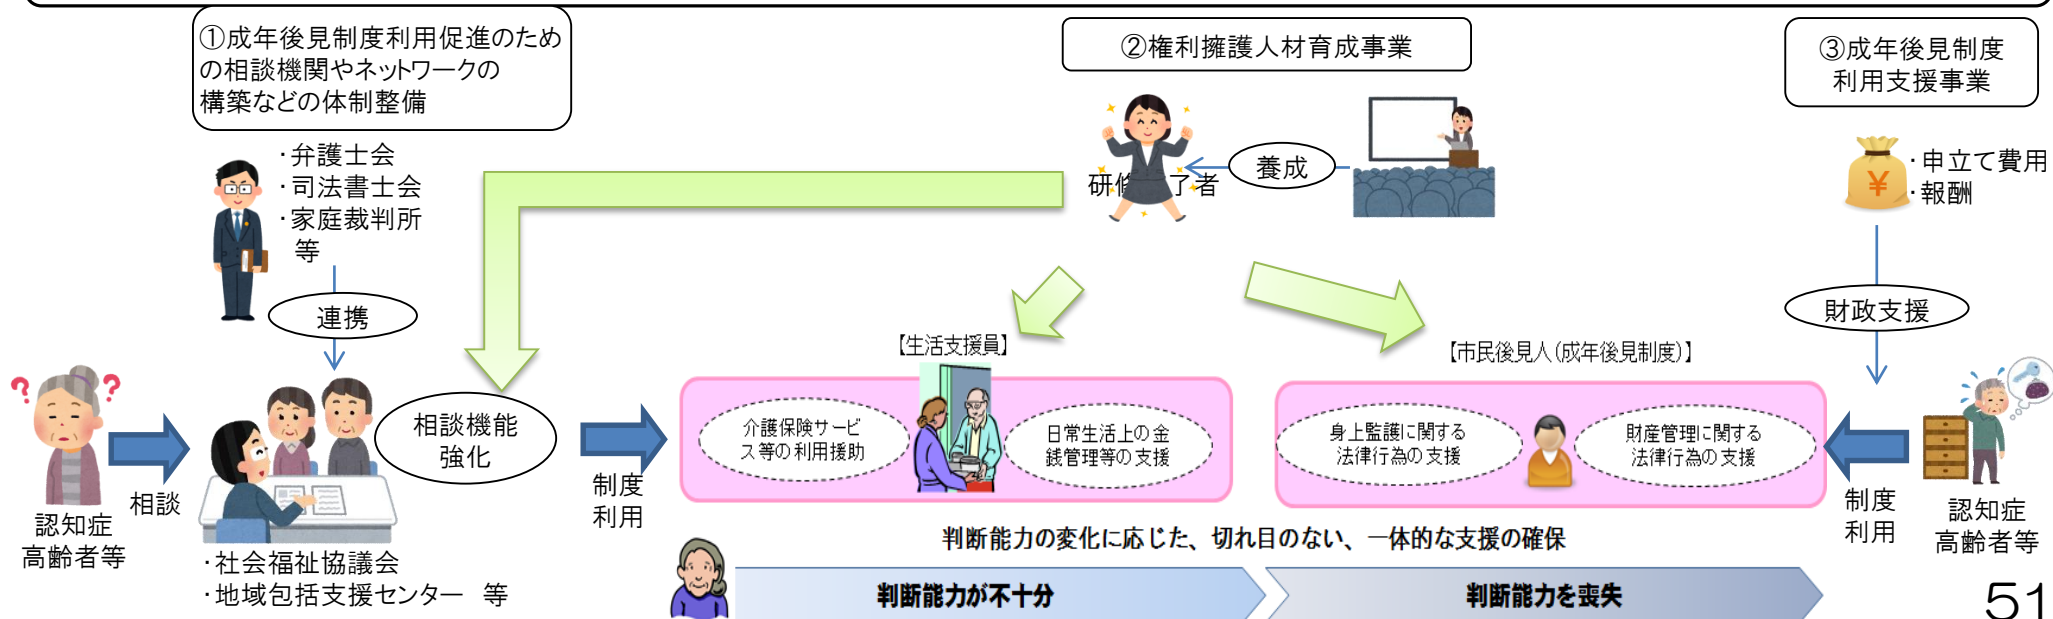 ①成年後見制度利用促進のため
の相談機関やネットワークの
構築などの体制整備
・弁護士会
・司法書士会
・家庭裁判所
等
連携
②権利擁護人材育成事業
養成
研修 了者
③成年後見制度
利用支援事業
・申立て費用
・報酬
財政支援
認知症
高齢者等
相談
相談機能
強化
・社会福祉協議会
・地域包括支援センター 等
制度
利用
【生活支援員】
介護保険サービ
ス等の利用援助
日常生活上の金
銭管理等の支援
【市民後見人(成年後見制度)】
身上監護に関する
法律行為の支援
財産管理に関する
法律行為の支援
制度
利用
認知症
高齢者等
判断能力の変化に応じた、切れ目のない、一体的な支援の確保
判断能力が不十分
判断能力を喪失
51